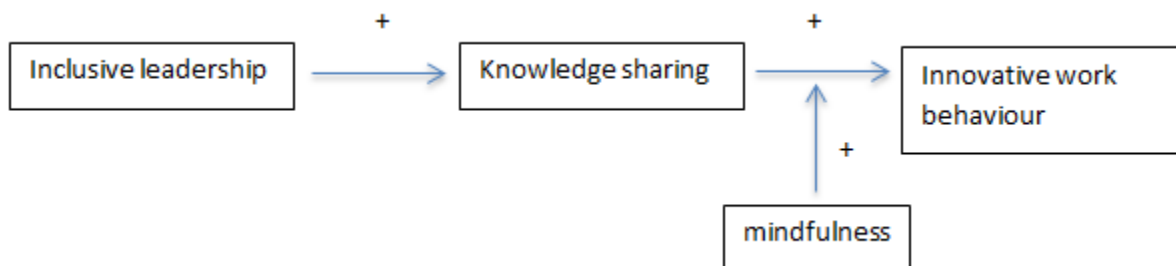 +
+
Inclusive leadership
Knowledge sharing
Innovative work
behaviour
+
mindfulness